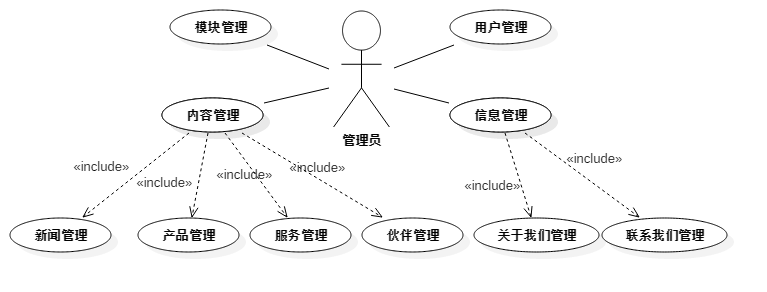 模块管理
用户管理
内容管理
信息管理
管理员
«include»
«include»
«include»
«include»
«include»
«include»
新闻管理
产品管理
服务管理
伙伴管理
关于我们管理
联系我们管理